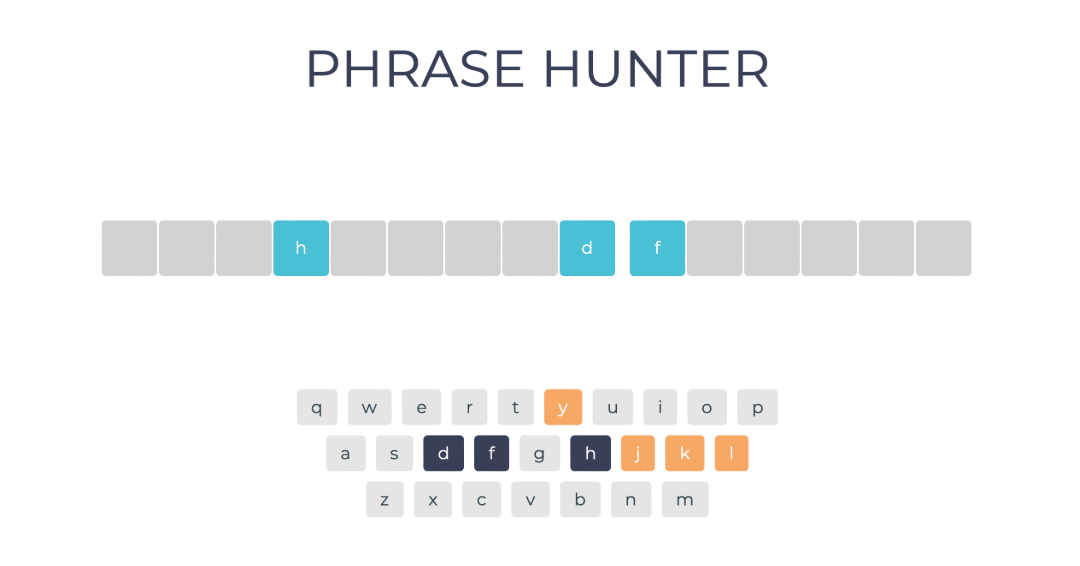 PHRASE HUNTER
h d f
q w e r t y u i o p
a s d f g h j k l
z x c v b n m